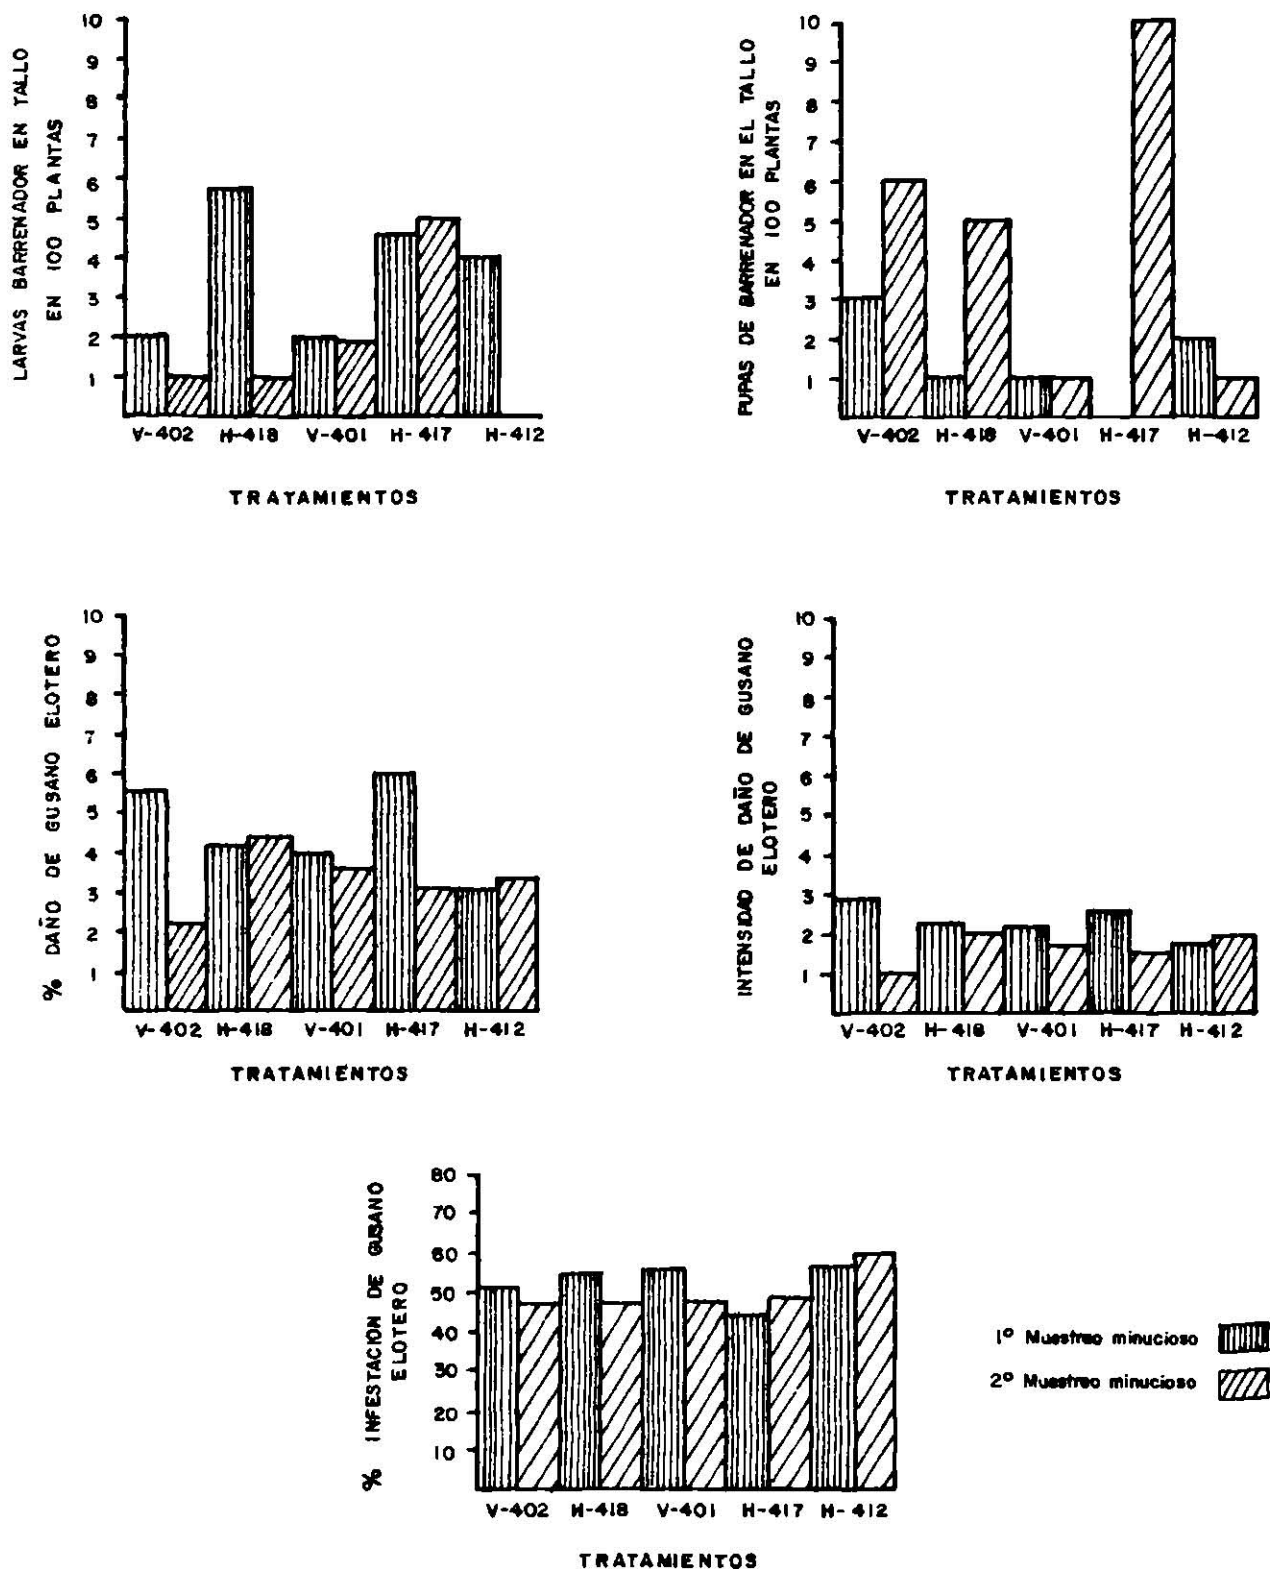 LARVAS BARRENADOR EN TALLO
EN 100 PLANTAS
10
9
8
7
6
5
4
3
2
1
V-402 H-418 V-401 H-417 H-412
TRATAMIENTOS
PUPAS DE BARRENADOR EN EL TALLO
EN 100 PLANTAS
10
9
8
7
6
5
4
3
2
1
V-402 H-418 V-401 H-417 H-412
TRATAMIENTOS
% DAÑO DE GUSANO ELOTERO
10
9
8
7
6
5
4
3
2
1
V-402 H-418 V-401 H-417 H-412
TRATAMIENTOS
INTENSIDAD DE DAÑO DE GUSANO
ELOTERO
10
9
8
7
6
5
4
3
2
1
V-402 H-418 V-401 H-417 H-412
TRATAMIENTOS
% INFESTACION DE GUSANO
ELOTERO
80
70
60
50
40
30
20
10
V-402 H-418 V-401 H-417 H-412
TRATAMIENTOS
1º Muestreo minucioso
2º Muestreo minucioso